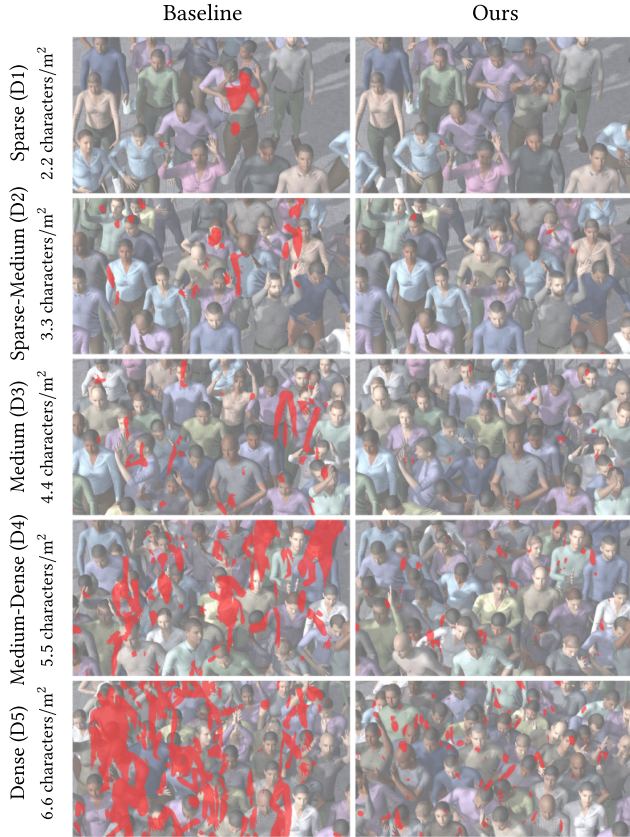 Baseline
Ours
Sparse (D1)
2.2 characters/m²
Sparse-Medium (D2)
3.3 characters/m²
Medium (D3)
4.4 characters/m²
Medium-Dense (D4)
5.5 characters/m²
Dense (D5)
6.6 characters/m²